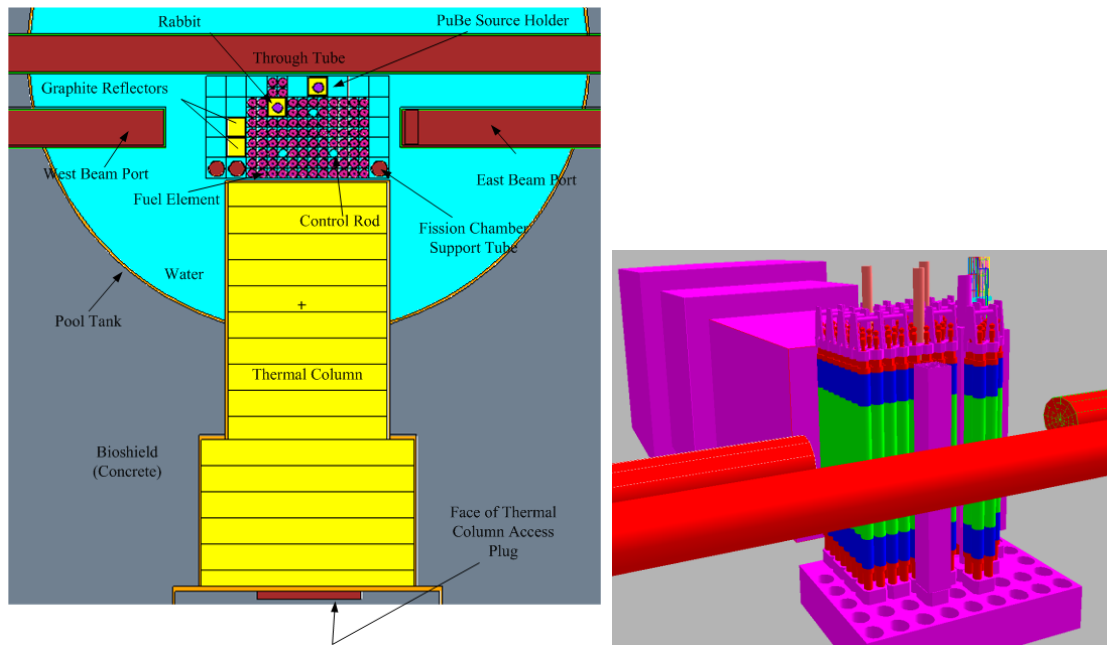 Rabbit
PuBe Source Holder
Through Tube
Graphite Reflectors
West Beam Port
East Beam Port
Fuel Element
Control Rod
Fission Chamber
Support Tube
Water
Pool Tank
Thermal Column
Bioshield
(Concrete)
Face of Thermal
Column Access
Plug